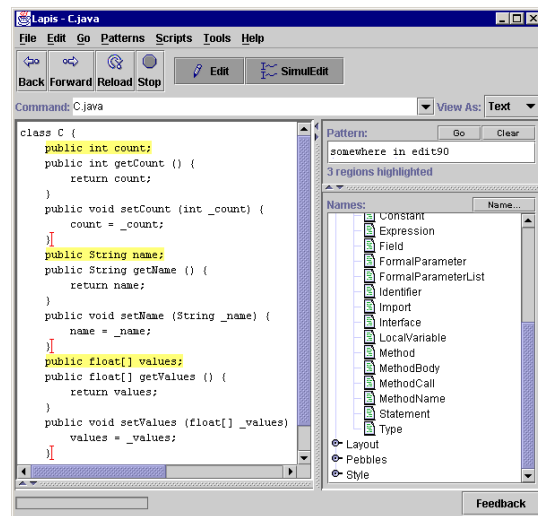 Lapis - C.java
File Edit Go Patterns Scripts Tools Help
Back Forward Reload Stop Edit SimulEdit
Command: C.java View As: Text
class C {
public int count;
public int getCount () {
return count;
}
public void setCount (int _count) {
count = _count;
}
public String name;
public String getName () {
return name;
}
public void setName (String _name) {
name = _name;
}
public float[] values;
public float[] getValues () {
return values;
}
public void setValues (float[] _values)
values = _values;
}
Pattern: Go Clear
somewhere in edit90
3 regions highlighted
Names: Name...
Constant
Expression
Field
FormalParameter
FormalParameterList
Identifier
Import
Interface
LocalVariable
Method
MethodBody
MethodCall
MethodName
Statement
Type
Layout
Pebbles
Style
Feedback